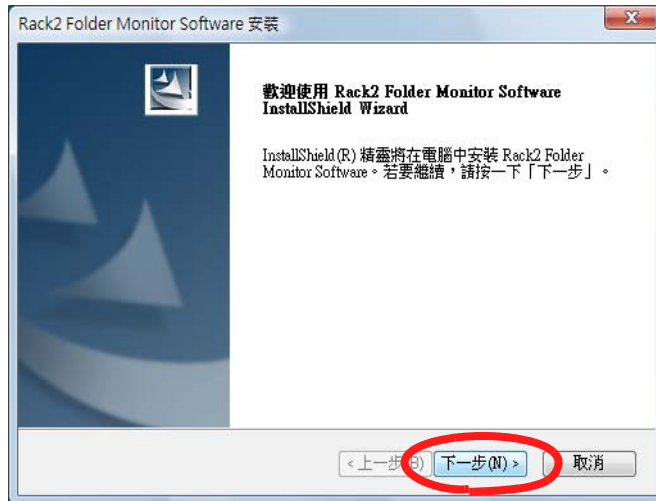 Rack2 Folder Monitor Software 安裝
歡迎使用 Rack2 Folder Monitor Software
InstallShield Wizard
InstallShield(R) 精靈將在電腦中安裝 Rack2 Folder
Monitor Software。若要繼續，請按一下「下一步」。
<上一步(B)
下一步(N) >
取消